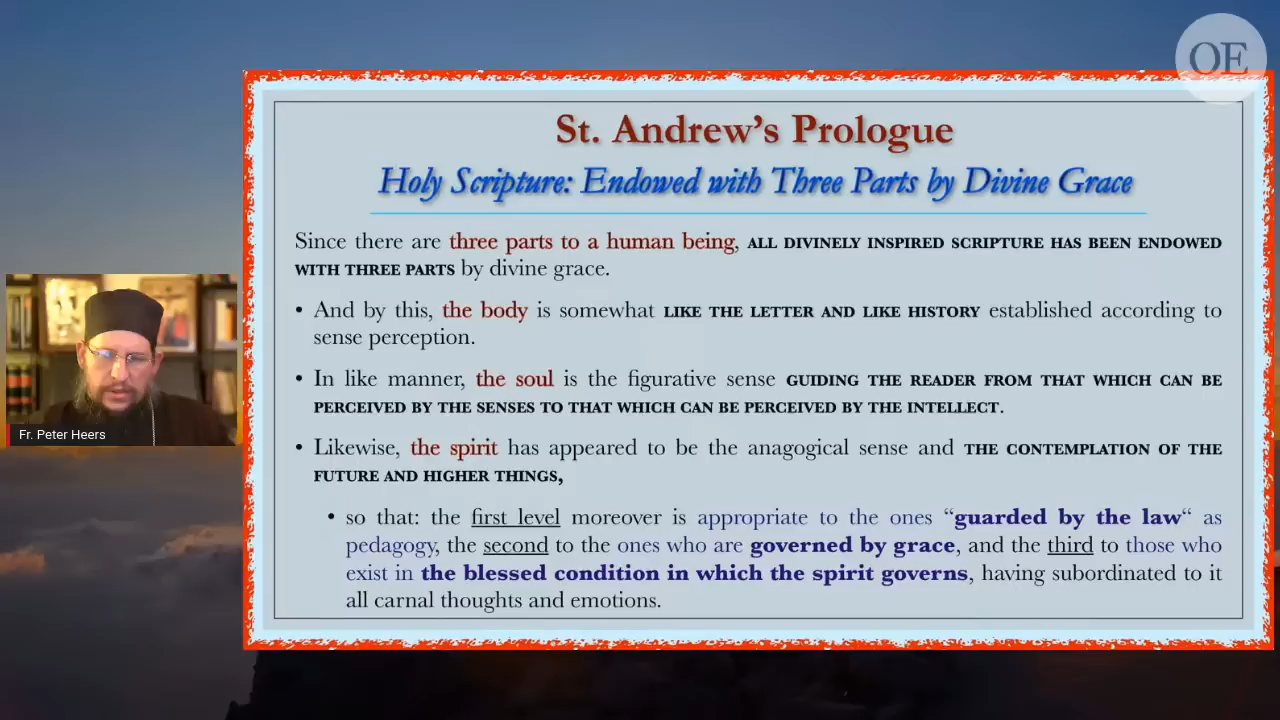 OE
St. Andrew's Prologue
Holy Scripture: Endowed with Three Parts by Divine Grace
Since there are three parts to a human being, ALL DIVINELY INSPIRED SCRIPTURE HAS BEEN ENDOWED
WITH THREE PARTS by divine grace.
• And by this, the body is somewhat LIKE THE LETTER AND LIKE HISTORY established according to
sense perception.
• In like manner, the soul is the figurative sense GUIDING THE READER FROM THAT WHICH CAN BE
PERCEIVED BY THE SENSES TO THAT WHICH CAN BE PERCEIVED BY THE INTELLECT.
• Likewise, the spirit has appeared to be the anagogical sense and THE CONTEMPLATION OF THE
FUTURE AND HIGHER THINGS,
• so that: the first level moreover is appropriate to the ones “guarded by the law“ as
pedagogy, the second to the ones who are governed by grace, and the third to those who
exist in the blessed condition in which the spirit governs, having subordinated to it
all carnal thoughts and emotions.
Fr. Peter Heers